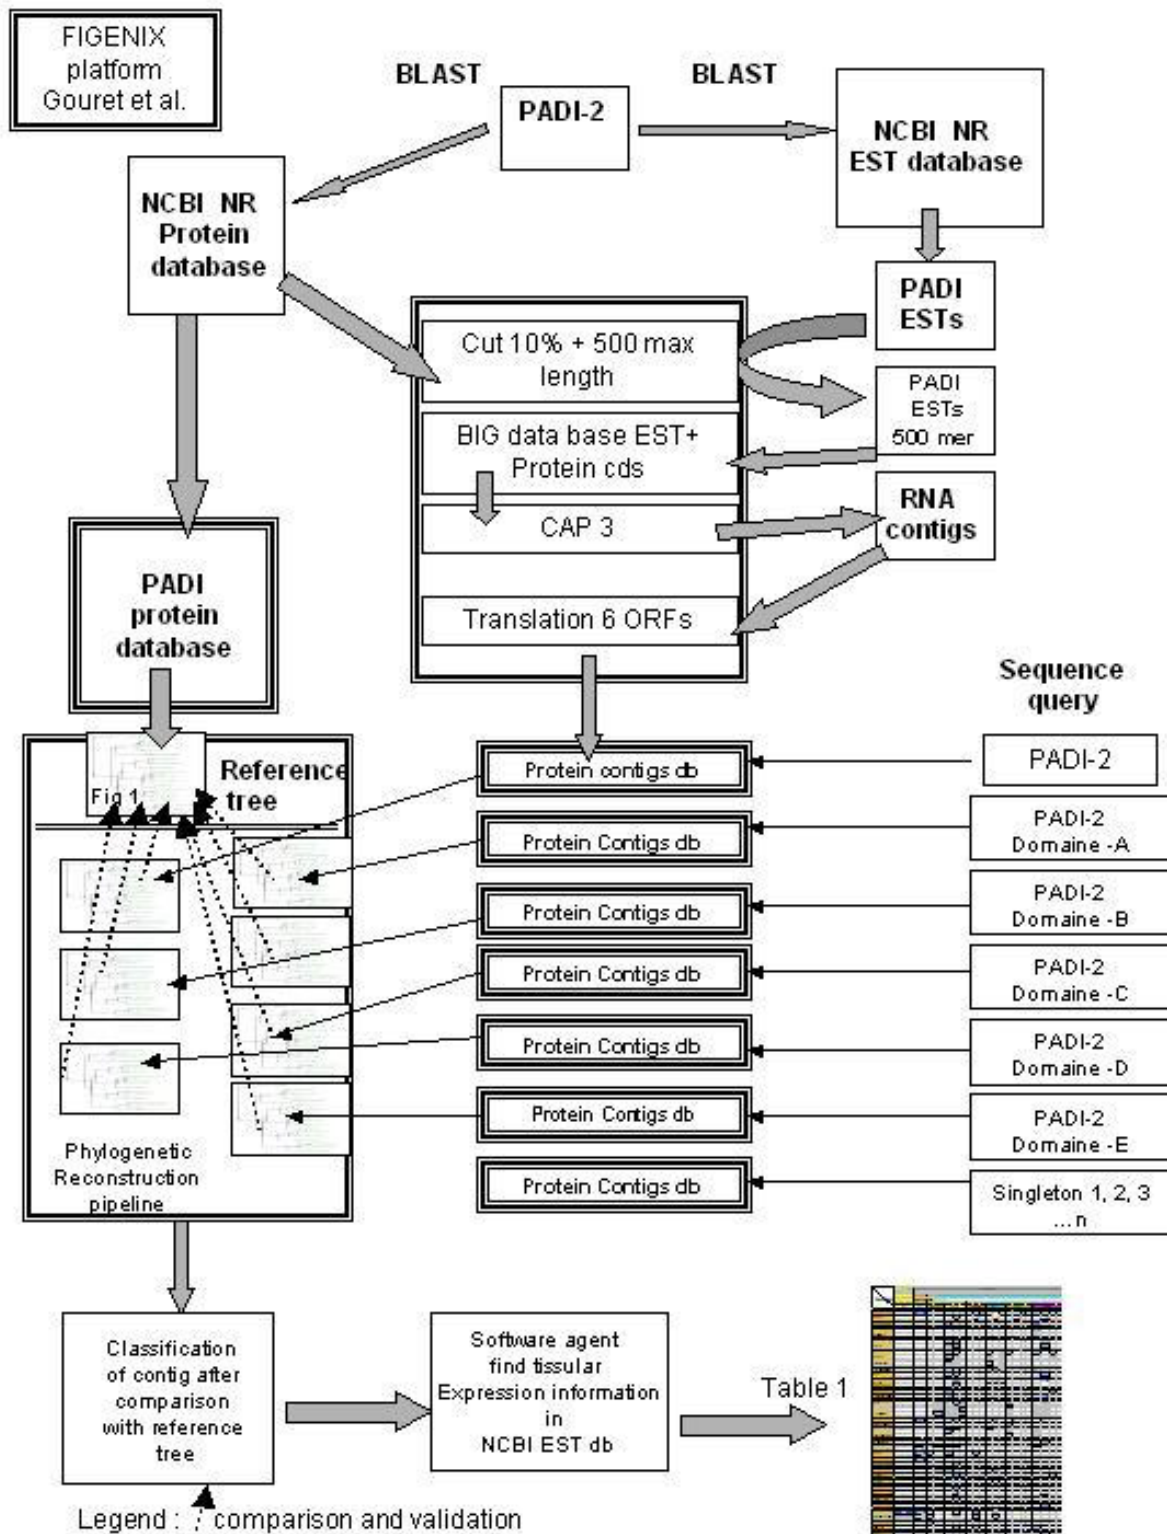 FIGENIX
platform
Gouret et al.
BLAST
BLAST
PADI-2
NCBI NR
EST database
NCBI NR
Protein
database
PADI
ESTs
Cut 10% + 500 max
length
PADI
ESTs
500 mer
BIG data base EST+
Protein cds
RNA
contigs
CAP 3
PADI
protein
database
Translation 6 ORFs
Sequence
query
Reference
tree
Fig 1
Protein contigs db
PADI-2
Protein Contigs db
PADI-2
Domaine -A
Protein Contigs db
PADI-2
Domaine -B
Protein Contigs db
PADI-2
Domaine -C
Protein Contigs db
PADI-2
Domaine -D
Protein Contigs db
PADI-2
Domaine -E
Protein Contigs db
Singleton 1, 2, 3
...n
Phylogenetic
Reconstruction
pipeline
Classification
of contig after
comparison
with reference
tree
Software agent
find tissular
Expression information
in
NCBI EST db
Table 1
Legend : comparison and validation